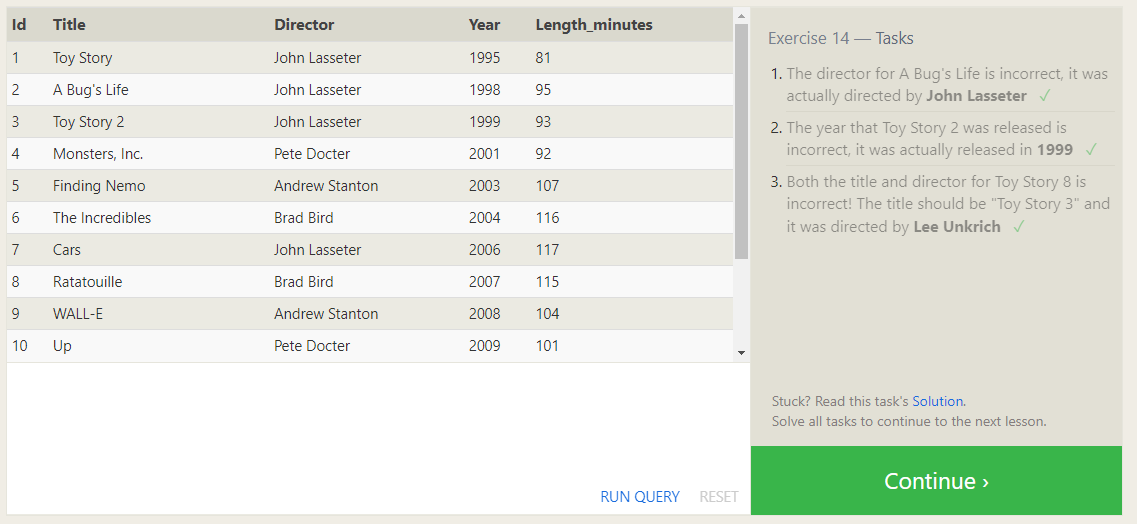 Id Title Director Year Length_minutes
1 Toy Story John Lasseter 1995 81
2 A Bug's Life John Lasseter 1998 95
3 Toy Story 2 John Lasseter 1999 93
4 Monsters, Inc. Pete Docter 2001 92
5 Finding Nemo Andrew Stanton 2003 107
6 The Incredibles Brad Bird 2004 116
7 Cars John Lasseter 2006 117
8 Ratatouille Brad Bird 2007 115
9 WALL-E Andrew Stanton 2008 104
10 Up Pete Docter 2009 101
RUN QUERY RESET
Exercise 14 — Tasks
1. The director for A Bug's Life is incorrect, it was
actually directed by John Lasseter ✓
2. The year that Toy Story 2 was released is
incorrect, it was actually released in 1999 ✓
3. Both the title and director for Toy Story 8 is
incorrect! The title should be "Toy Story 3" and
it was directed by Lee Unkrich ✓
Stuck? Read this task's Solution.
Solve all tasks to continue to the next lesson.
Continue ›